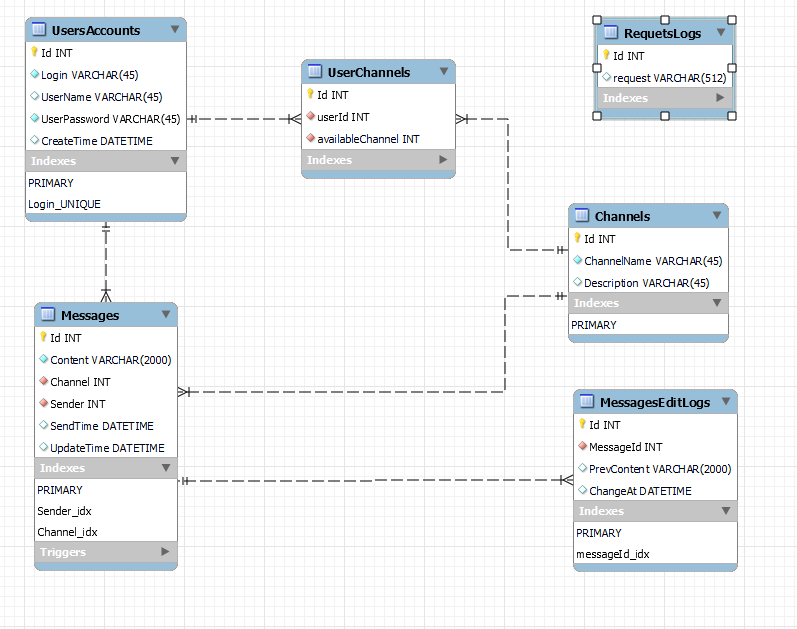 UsersAccounts
Id INT
Login VARCHAR(45)
UserName VARCHAR(45)
UserPassword VARCHAR(45)
CreateTime DATETIME
Indexes
PRIMARY
Login_UNIQUE
UserChannels
Id INT
userId INT
availableChannel INT
Indexes
RequetsLogs
Id INT
request VARCHAR(512)
Indexes
Channels
Id INT
ChannelName VARCHAR(45)
Description VARCHAR(45)
Indexes
PRIMARY
Messages
Id INT
Content VARCHAR(2000)
Channel INT
Sender INT
SendTime DATETIME
UpdateTime DATETIME
Indexes
PRIMARY
Sender_idx
Channel_idx
Triggers
MessagesEditLogs
Id INT
MessageId INT
PrevContent VARCHAR(2000)
ChangeAt DATETIME
Indexes
PRIMARY
messageId_idx